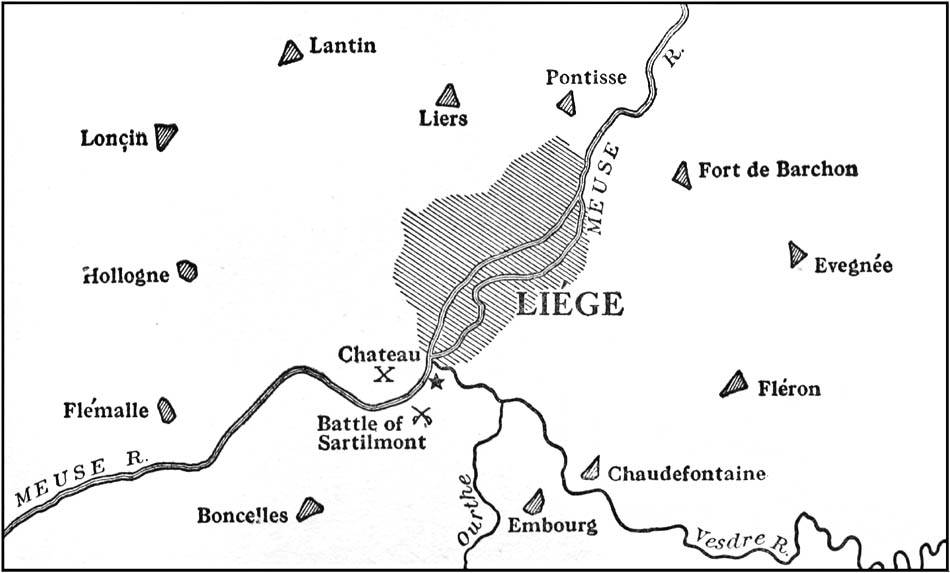 Lantin
Pontisse
MEUSE R.
Liers
Lonçin
Fort de Barchon
Evegnée
Hollogne
LIÉGE
Chateau
Fléron
Flémalle
Battle of
Sartilmont
MEUSE R.
Chaudefontaine
Boncelles
Ourthe
Embourg
Vesdre R.